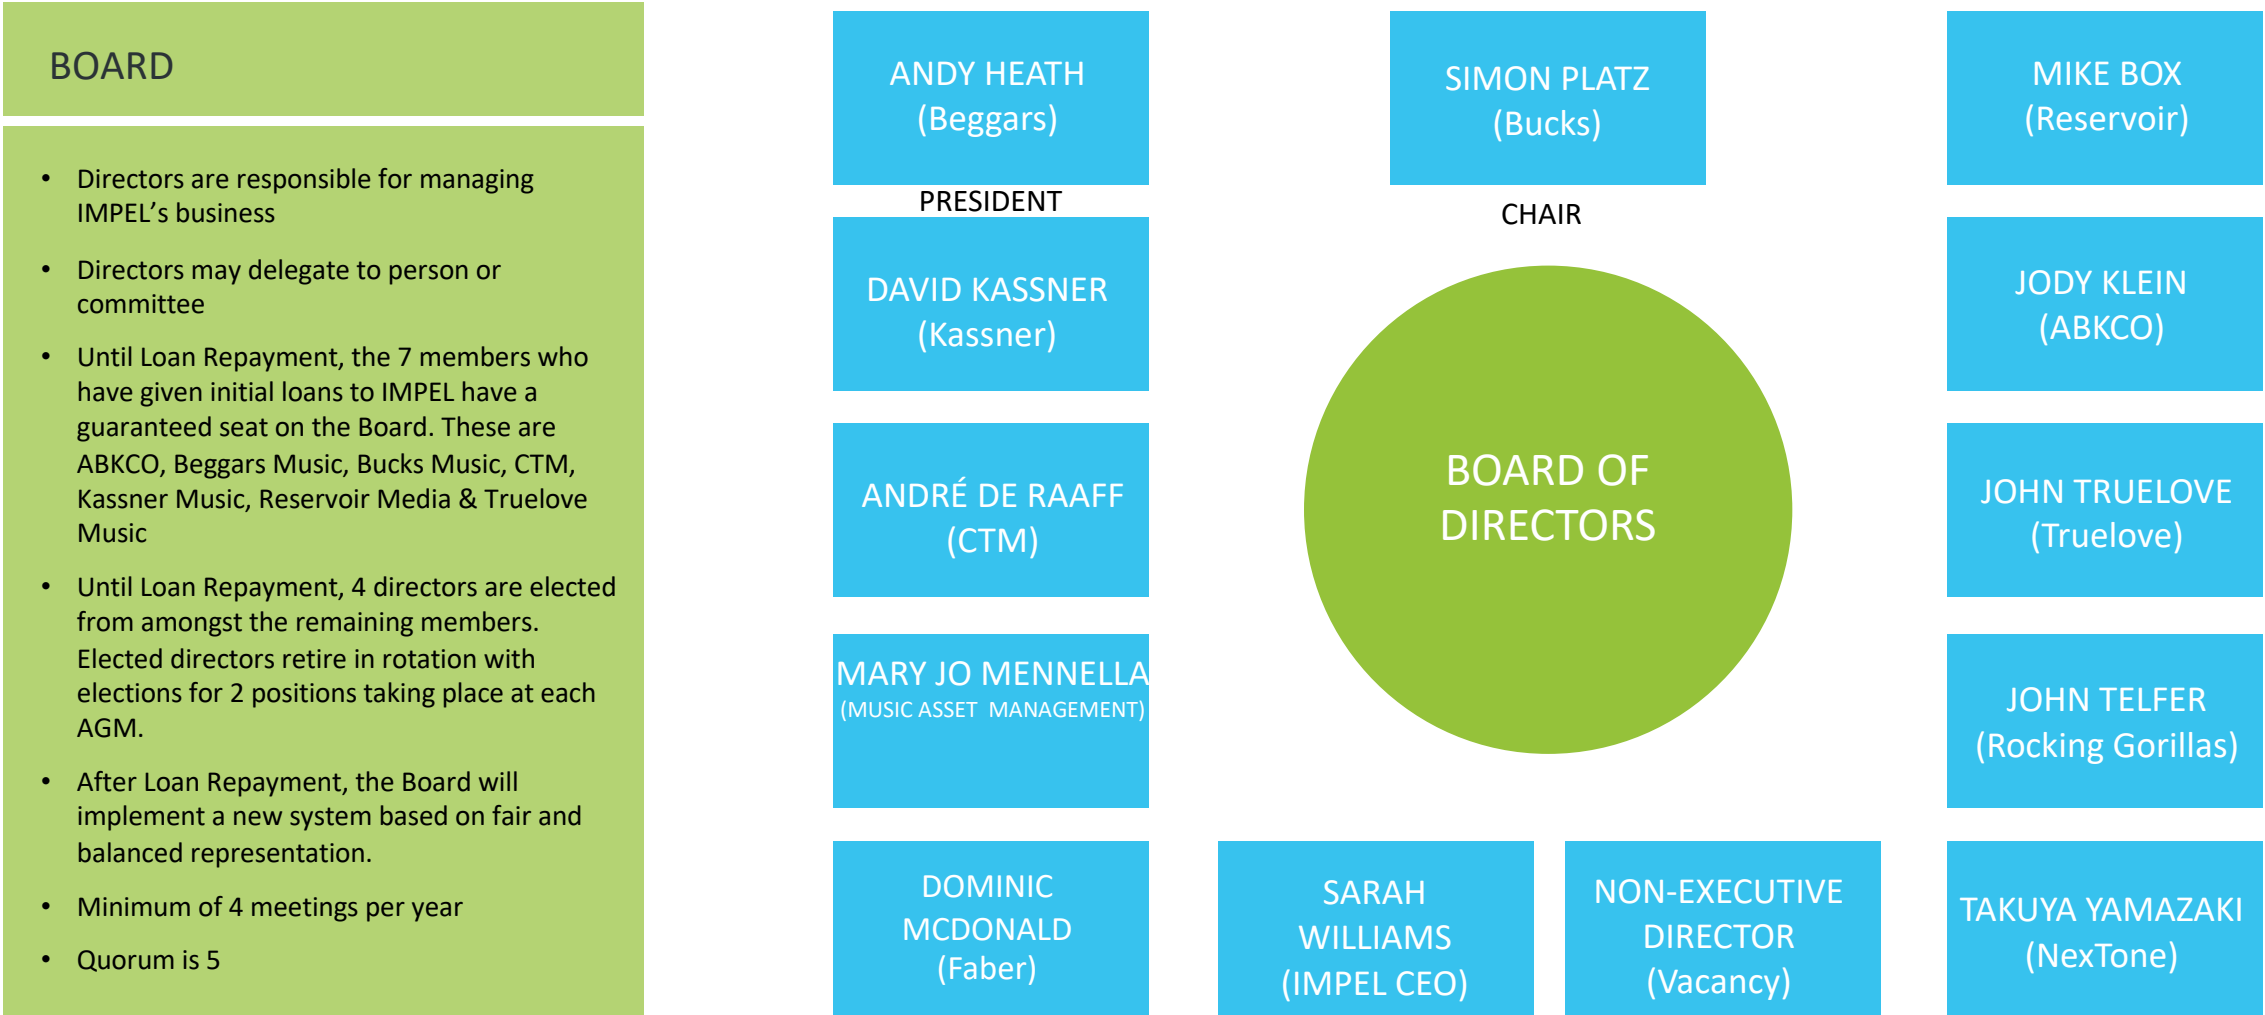 BOARD
• Directors are responsible for managing
IMPEL’s business
• Directors may delegate to person or
committee
• Until Loan Repayment, the 7 members who
have given initial loans to IMPEL have a
guaranteed seat on the Board. These are
ABKCO, Beggars Music, Bucks Music, CTM,
Kassner Music, Reservoir Media & Truelove
Music
• Until Loan Repayment, 4 directors are elected
from amongst the remaining members.
Elected directors retire in rotation with
elections for 2 positions taking place at each
AGM.
• After Loan Repayment, the Board will
implement a new system based on fair and
balanced representation.
• Minimum of 4 meetings per year
• Quorum is 5
ANDY HEATH
(Beggars)
PRESIDENT
SIMON PLATZ
(Bucks)
CHAIR
MIKE BOX
(Reservoir)
DAVID KASSNER
(Kassner)
JODY KLEIN
(ABKCO)
BOARD OF
DIRECTORS
ANDRÉ DE RAAFF
(CTM)
JOHN TRUELOVE
(Truelove)
MARY JO MENNELLA
(MUSIC ASSET MANAGEMENT)
JOHN TELFER
(Rocking Gorillas)
DOMINIC
MCDONALD
(Faber)
SARAH
WILLIAMS
(IMPEL CEO)
NON-EXECUTIVE
DIRECTOR
(Vacancy)
TAKUYA YAMAZAKI
(NexTone)